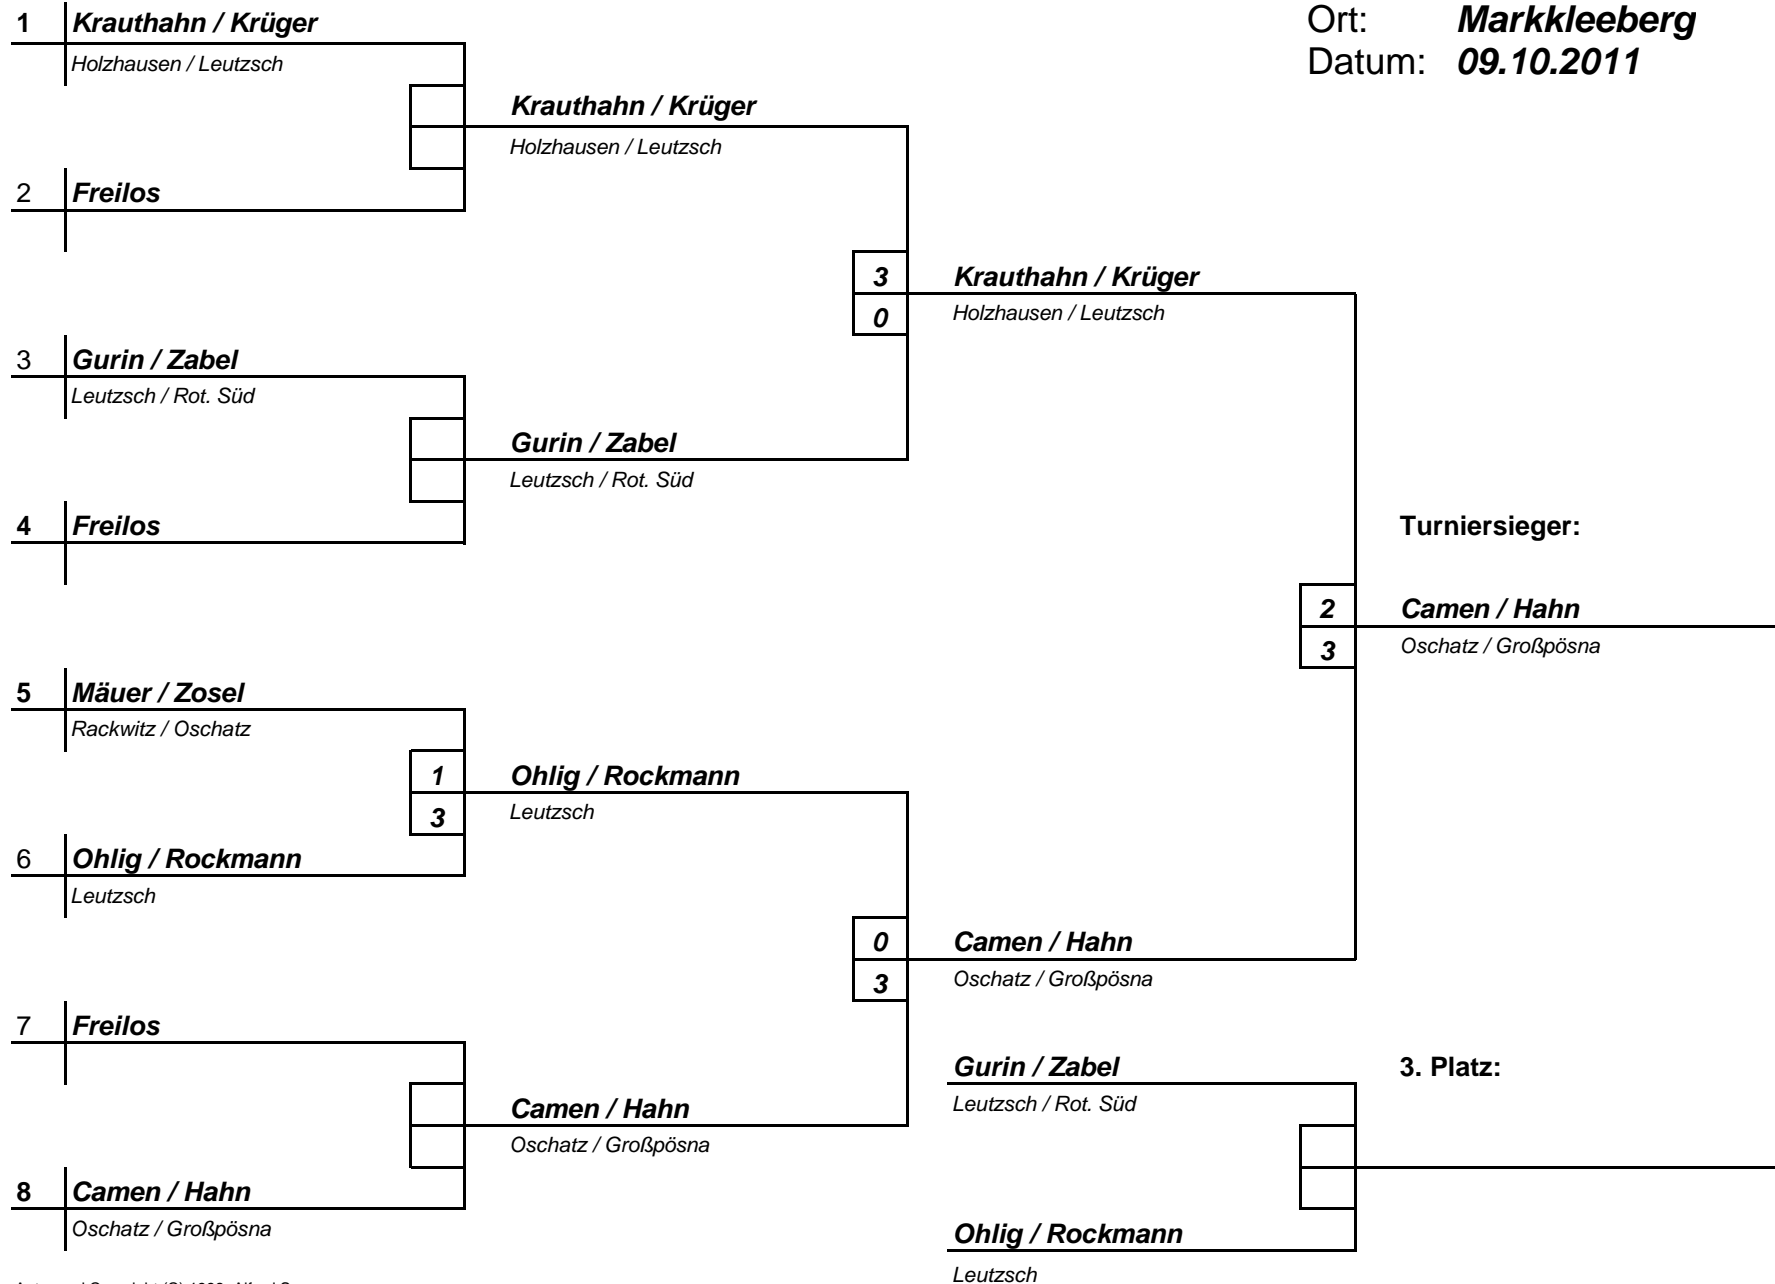 1 Krauthahn / Krüger
Ort: Markkleeberg
Holzhausen / Leutzsch
Datum: 09.10.2011
Krauthahn / Krüger
Holzhausen / Leutzsch
2 Freilos
3 Krauthahn / Krüger
0 Holzhausen / Leutzsch
3 Gurin / Zabel
Leutzsch / Rot. Süd
Gurin / Zabel
Leutzsch / Rot. Süd
4 Freilos
Turniersieger:
2 Camen / Hahn
3 Oschatz / Großpösna
5 Mäuer / Zosel
Rackwitz / Oschatz
1 Ohlig / Rockmann
3 Leutzsch
6 Ohlig / Rockmann
Leutzsch
0 Camen / Hahn
3 Oschatz / Großpösna
7 Freilos
Gurin / Zabel
3. Platz:
Leutzsch / Rot. Süd
Camen / Hahn
Oschatz / Großpösna
8 Camen / Hahn
Oschatz / Großpösna
Ohlig / Rockmann
Leutzsch